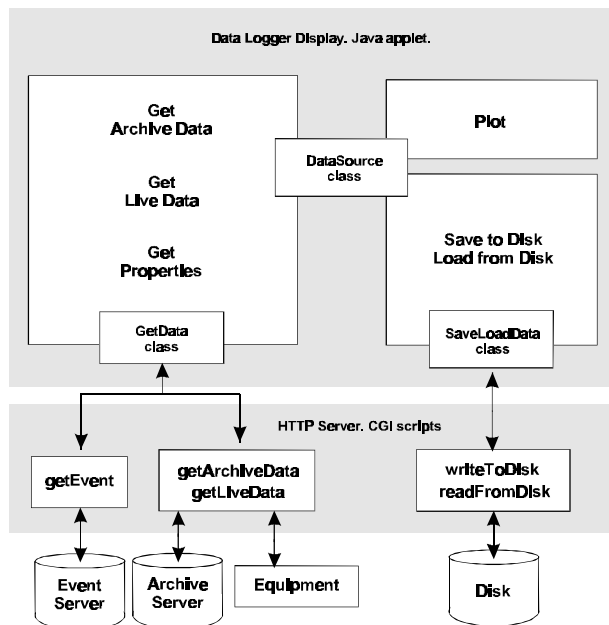 Data Logger Display. Java applet.
Get
Archive Data
Get
Live Data
Get
Properties
GetData
class
DataSource
class
Plot
Save to Disk
Load from Disk
SaveLoadData
class
HTTP Server. CGI scripts
getEvent
getArchiveData
getLiveData
writeToDisk
readFromDisk
Event
Server
Archive
Server
Equipment
Disk